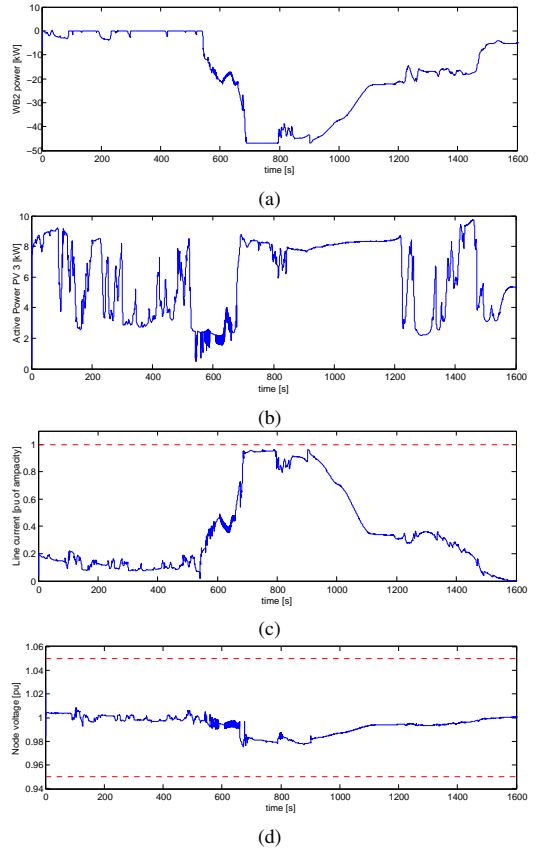 10
0
−10
−20
−30
−40
−50
WB2 power [kW]
0 200 400 600 800 1000 1200 1400 1600
time [s]
(a)
10
8
6
4
2
0
Active Power PV 3 [kW]
0 200 400 600 800 1000 1200 1400 1600
time [s]
(b)
1
0.8
0.6
0.4
0.2
0
Line current [pu of ampacity]
0 200 400 600 800 1000 1200 1400 1600
time [s]
(c)
1.06
1.04
1.02
1
0.98
0.96
0.94
Node voltage [pu]
0 200 400 600 800 1000 1200 1400 1600
time [s]
(d)